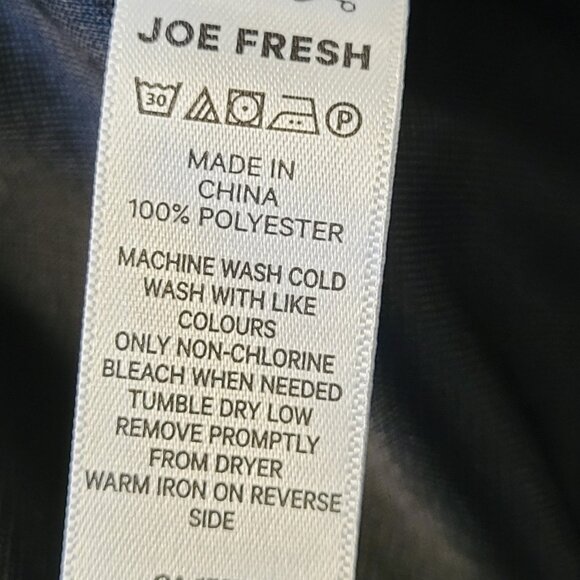 JOE FRESH
30 P
MADE IN
CHINA
100% POLYESTER
MACHINE WASH COLD
WASH WITH LIKE
COLOURS
ONLY NON-CHLORINE
BLEACH WHEN NEEDED
TUMBLE DRY LOW
REMOVE PROMPTLY
FROM DRYER
WARM IRON ON REVERSE
SIDE